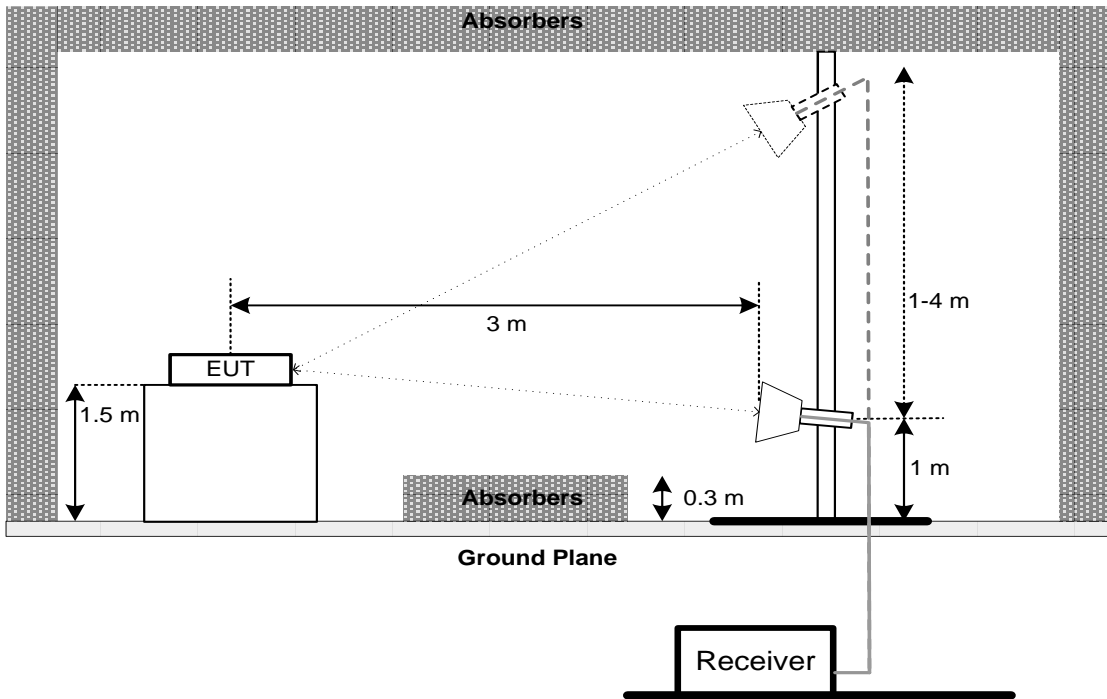 Absorbers
1-4 m
3 m
EUT
1.5 m
1 m
Absorbers
0.3 m
Ground Plane
Receiver